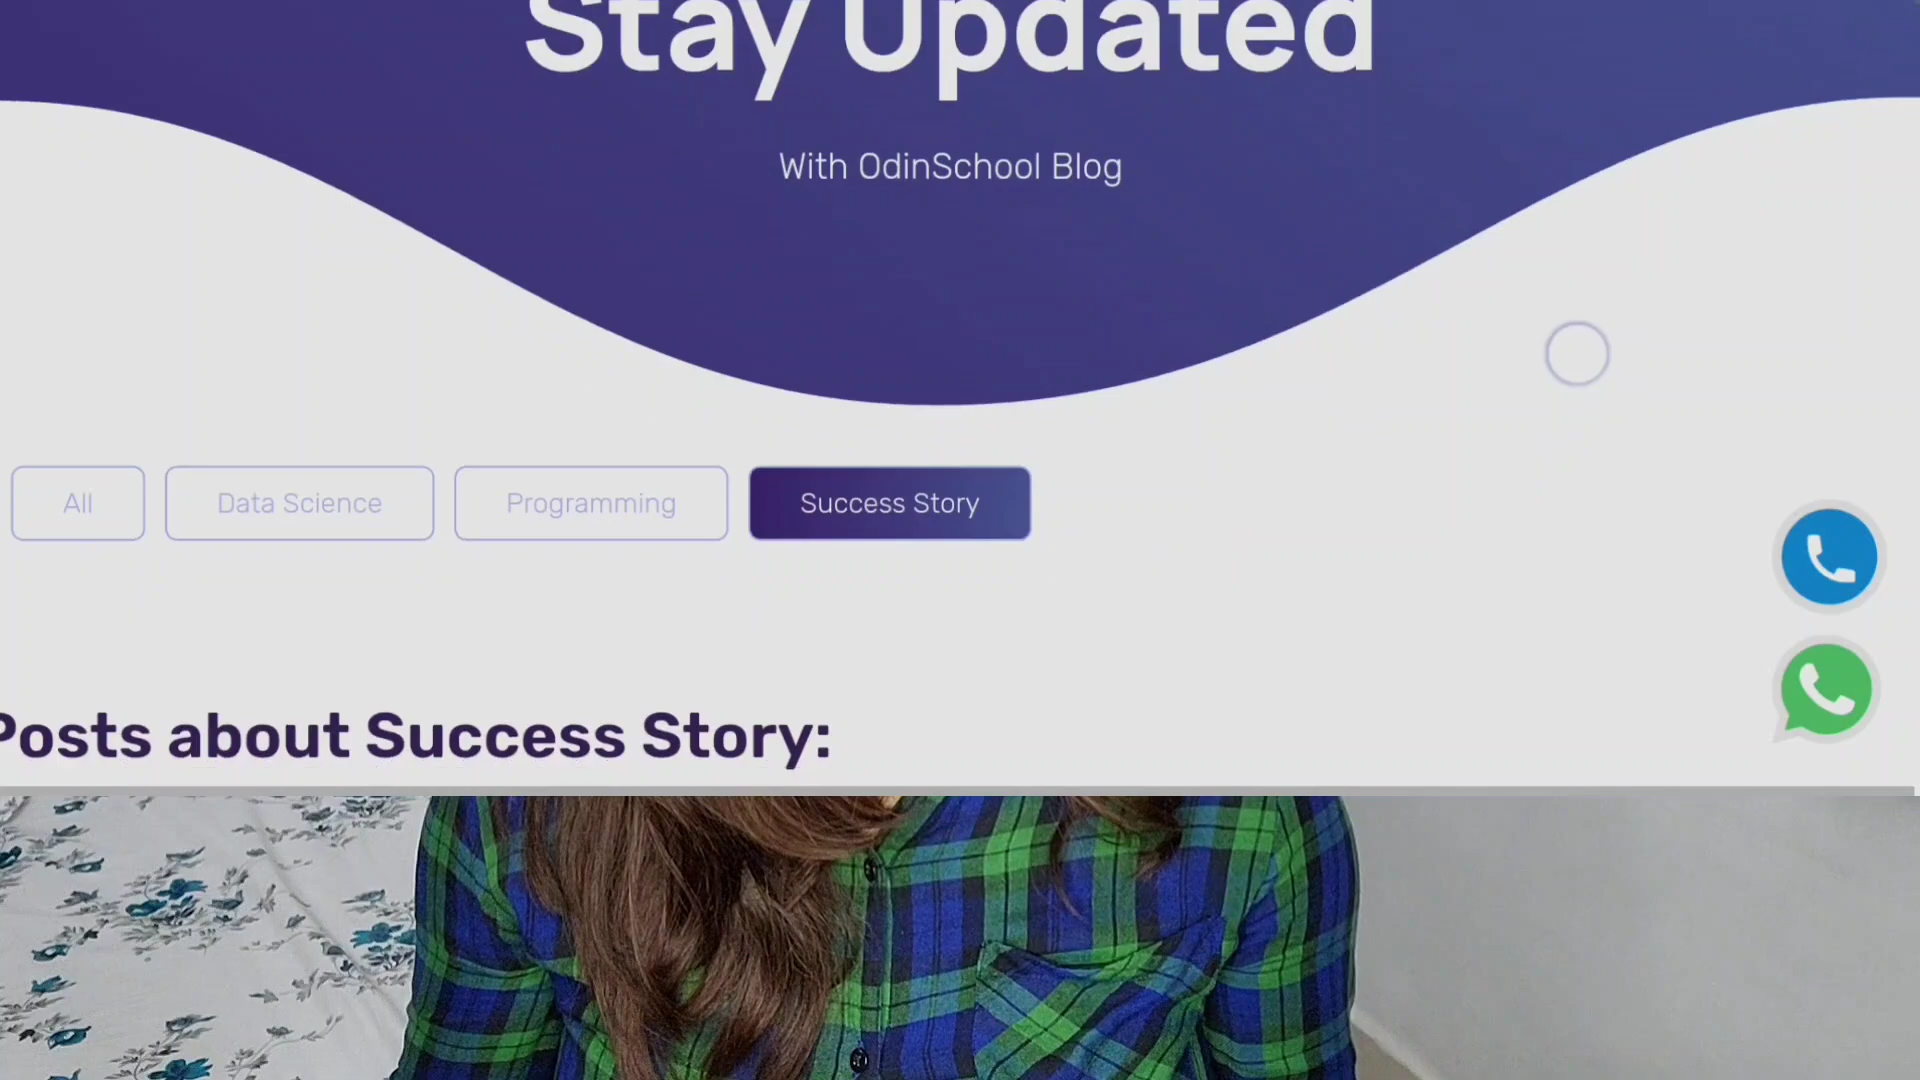 Stay Updated
With OdinSchool Blog
All
Data Science
Programming
Success Story
Posts about Success Story: